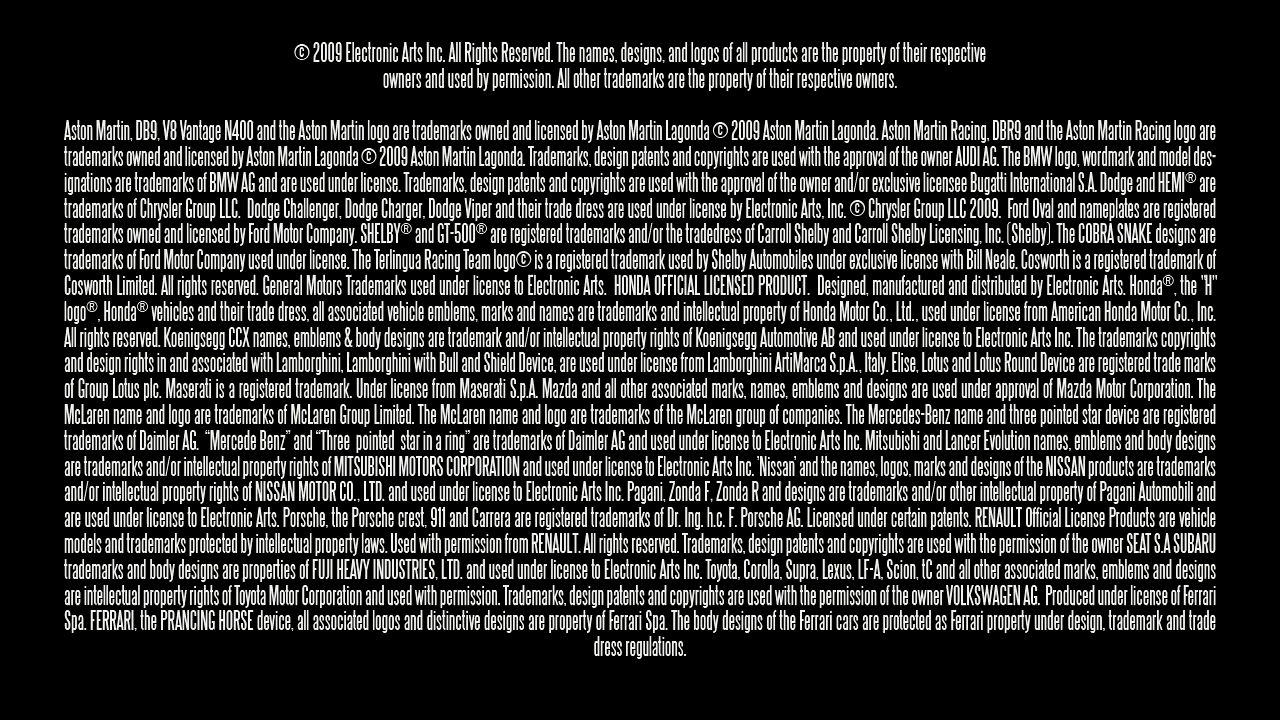 © 2009 Electronic Arts Inc. All Rights Reserved. The names, designs, and logos of all products are the property of their respective
owners and used by permission. All other trademarks are the property of their respective owners.
Aston Martin, DB9, V8 Vantage N400 and the Aston Martin logo are trademarks owned and licensed by Aston Martin Lagonda © 2009 Aston Martin Lagonda. Aston Martin Racing, DBR9 and the Aston Martin Racing logo are
trademarks owned and licensed by Aston Martin Lagonda © 2009 Aston Martin Lagonda. Trademarks, design patents and copyrights are used with the approval of the owner AUDI AG. The BMW logo, wordmark and model des-
ignations are trademarks of BMW AG and are used under license. Trademarks, design patents and copyrights are used with the approval of the owner and/or exclusive licensee Bugatti International S.A. Dodge and HEMI® are
trademarks of Chrysler Group LLC.  Dodge Challenger, Dodge Charger, Dodge Viper and their trade dress are used under license by Electronic Arts, Inc. © Chrysler Group LLC 2009.  Ford Oval and nameplates are registered
trademarks owned and licensed by Ford Motor Company. SHELBY® and GT-500® are registered trademarks and/or the tradedress of Carroll Shelby and Carroll Shelby Licensing, Inc. (Shelby). The COBRA SNAKE designs are
trademarks of Ford Motor Company used under license. The Terlingua Racing Team logo© is a registered trademark used by Shelby Automobiles under exclusive license with Bill Neale. Cosworth is a registered trademark of
Cosworth Limited. All rights reserved. General Motors Trademarks used under license to Electronic Arts.  HONDA OFFICIAL LICENSED PRODUCT.  Designed, manufactured and distributed by Electronic Arts. Honda®, the "H"
logo®, Honda® vehicles and their trade dress, all associated vehicle emblems, marks and names are trademarks and intellectual property of Honda Motor Co., Ltd., used under license from American Honda Motor Co., Inc.
All rights reserved. Koenigsegg CCX names, emblems & body designs are trademark and/or intellectual property rights of Koenigsegg Automotive AB and used under license to Electronic Arts Inc. The trademarks copyrights
and design rights in and associated with Lamborghini, Lamborghini with Bull and Shield Device, are used under license from Lamborghini ArtiMarca S.p.A., Italy. Elise, Lotus and Lotus Round Device are registered trade marks
of Group Lotus plc. Maserati is a registered trademark. Under license from Maserati S.p.A. Mazda and all other associated marks, names, emblems and designs are used under approval of Mazda Motor Corporation. The
McLaren name and logo are trademarks of McLaren Group Limited. The McLaren name and logo are trademarks of the McLaren group of companies. The Mercedes-Benz name and three pointed star device are registered
trademarks of Daimler AG.  “Mercede Benz” and “Three  pointed  star in a ring” are trademarks of Daimler AG and used under license to Electronic Arts Inc. Mitsubishi and Lancer Evolution names, emblems and body designs
are trademarks and/or intellectual property rights of MITSUBISHI MOTORS CORPORATION and used under license to Electronic Arts Inc. 'Nissan' and the names, logos, marks and designs of the NISSAN products are trademarks
and/or intellectual property rights of NISSAN MOTOR CO., LTD. and used under license to Electronic Arts Inc. Pagani, Zonda F, Zonda R and designs are trademarks and/or other intellectual property of Pagani Automobili and
are used under license to Electronic Arts. Porsche, the Porsche crest, 911 and Carrera are registered trademarks of Dr. Ing. h.c. F. Porsche AG. Licensed under certain patents. RENAULT Official License Products are vehicle
models and trademarks protected by intellectual property laws. Used with permission from RENAULT. All rights reserved. Trademarks, design patents and copyrights are used with the permission of the owner SEAT S.A SUBARU
trademarks and body designs are properties of FUJI HEAVY INDUSTRIES, LTD. and used under license to Electronic Arts Inc. Toyota, Corolla, Supra, Lexus, LF-A, Scion, tC and all other associated marks, emblems and designs
are intellectual property rights of Toyota Motor Corporation and used with permission. Trademarks, design patents and copyrights are used with the permission of the owner VOLKSWAGEN AG.  Produced under license of Ferrari
Spa. FERRARI, the PRANCING HORSE device, all associated logos and distinctive designs are property of Ferrari Spa. The body designs of the Ferrari cars are protected as Ferrari property under design, trademark and trade
dress regulations.